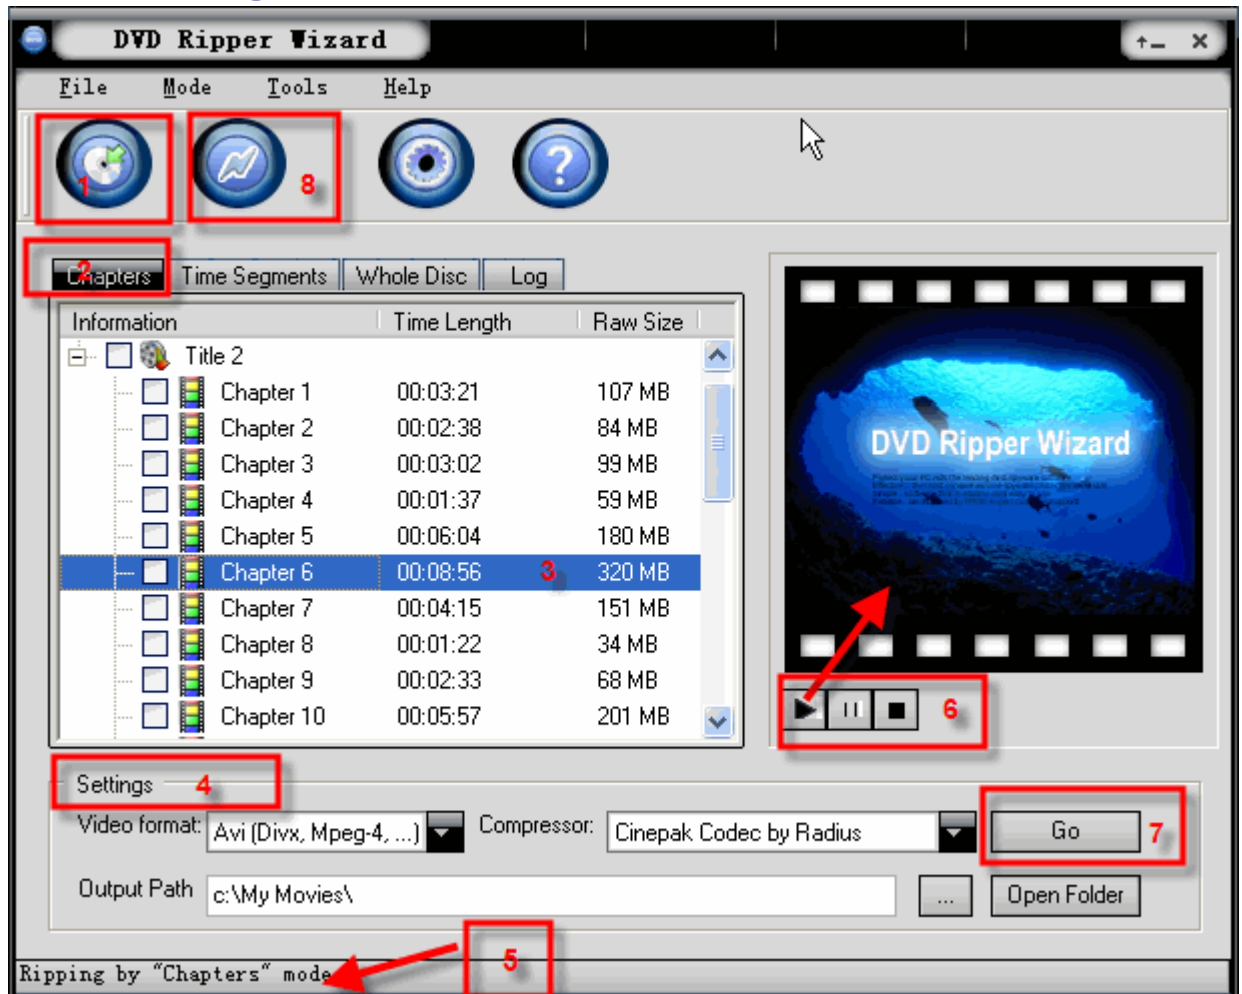 DVD Ripper Wizard
File Mode Tools Help
1
8
2
Chapters Time Segments Whole Disc Log
Information Time Length Raw Size
Title 2
Chapter 1 00:03:21 107 MB
Chapter 2 00:02:38 84 MB
Chapter 3 00:03:02 99 MB
Chapter 4 00:01:37 59 MB
Chapter 5 00:06:04 180 MB
Chapter 6 00:08:56 3 320 MB
Chapter 7 00:04:15 151 MB
Chapter 8 00:01:22 34 MB
Chapter 9 00:02:33 68 MB
Chapter 10 00:05:57 201 MB
DVD Ripper Wizard
6
Settings 4
Video format: Avi (Divx, Mpeg-4, ...) Compressor: Cinepak Codec by Radius Go 7
Output Path c:\My Movies\ ... Open Folder
5
Ripping by "Chapters" mode